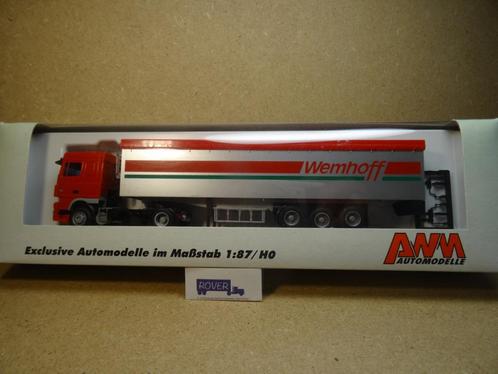 Wemhoff
Exclusive Automodelle im Maßstab 1:87/H0
AWM
AUTOMODELLE
ROVER